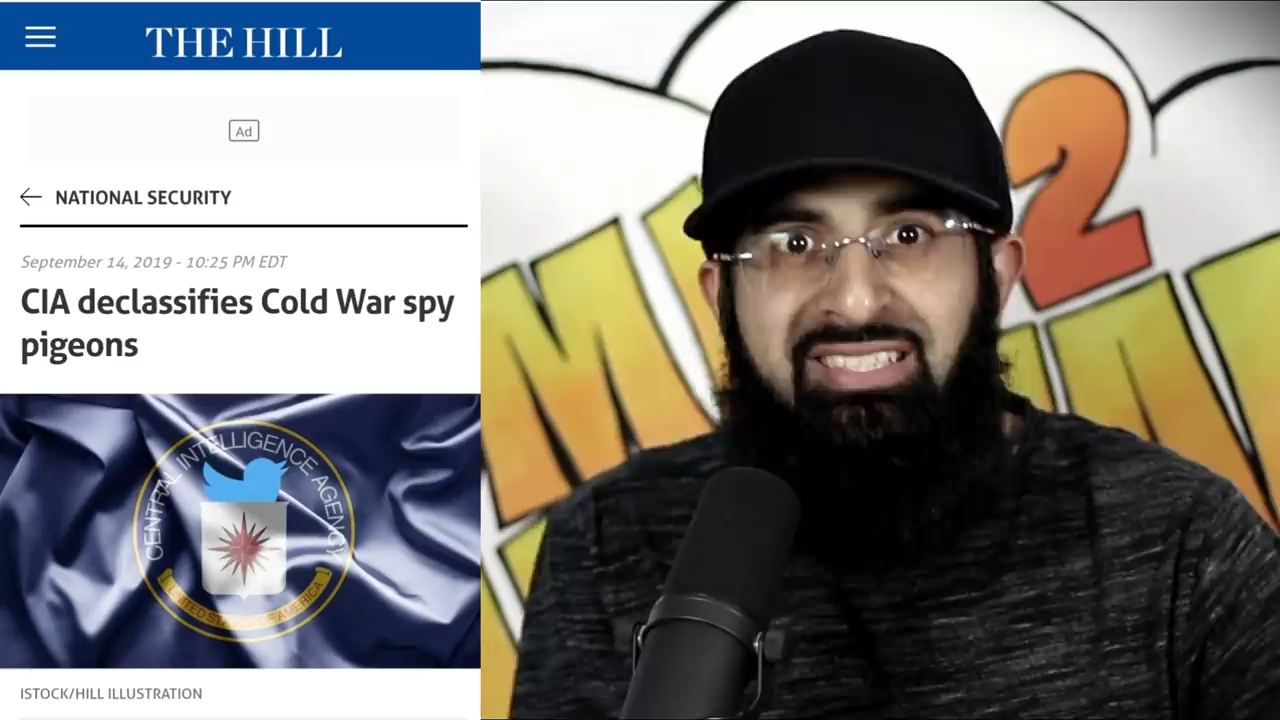 THE HILL
Ad
NATIONAL SECURITY
September 14, 2019 - 10:25 PM EDT
CIA declassifies Cold War spy
pigeons
CENTRAL INTELLIGENCE AGENCY
UNITED STATES OF AMERICA
ISTOCK/HILL ILLUSTRATION
2